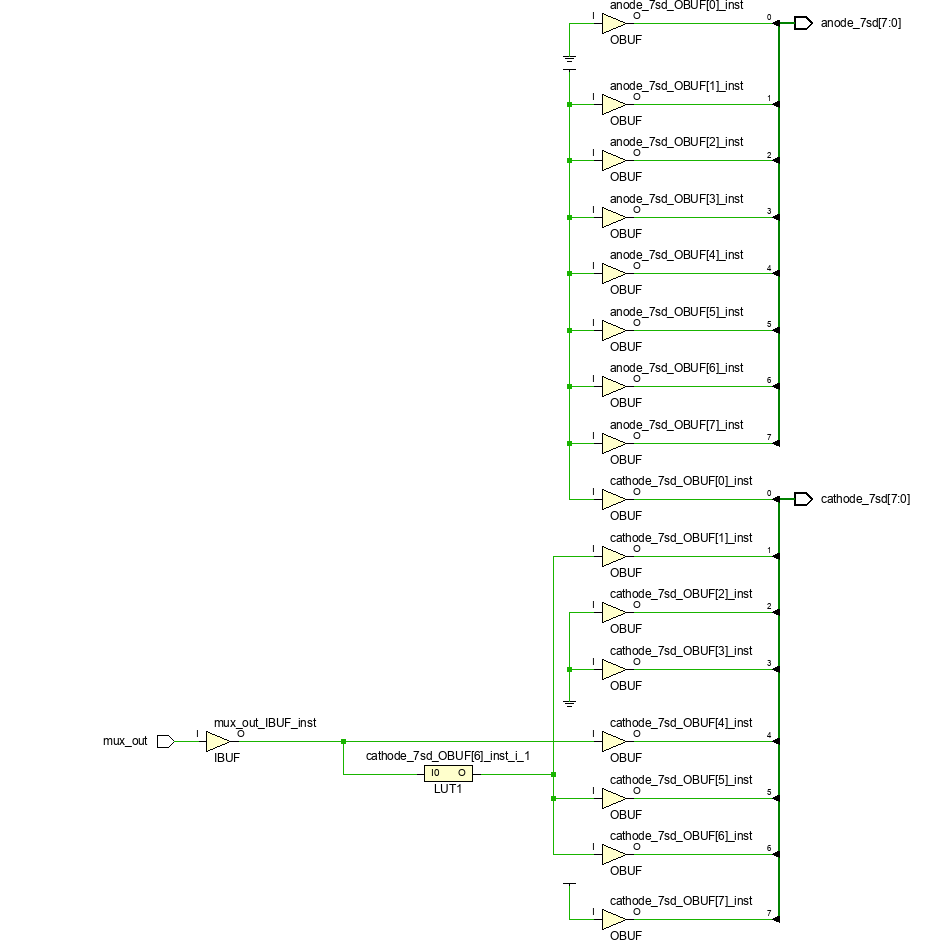 anode_7sd_OBUF[0]_inst
I O 0 anode_7sd[7:0]
OBUF
anode_7sd_OBUF[1]_inst
I O 1
OBUF
anode_7sd_OBUF[2]_inst
I O 2
OBUF
anode_7sd_OBUF[3]_inst
I O 3
OBUF
anode_7sd_OBUF[4]_inst
I O 4
OBUF
anode_7sd_OBUF[5]_inst
I O 5
OBUF
anode_7sd_OBUF[6]_inst
I O 6
OBUF
anode_7sd_OBUF[7]_inst
I O 7
OBUF
cathode_7sd_OBUF[0]_inst
I O 0 cathode_7sd[7:0]
OBUF
cathode_7sd_OBUF[1]_inst
I O 1
OBUF
cathode_7sd_OBUF[2]_inst
I O 2
OBUF
cathode_7sd_OBUF[3]_inst
I O 3
OBUF
mux_out_IBUF_inst cathode_7sd_OBUF[4]_inst
mux_out I O I O 4
IBUF OBUF
cathode_7sd_OBUF[6]_inst_i_1
I0 O
LUT1
cathode_7sd_OBUF[5]_inst
I O 5
OBUF
cathode_7sd_OBUF[6]_inst
I O 6
OBUF
cathode_7sd_OBUF[7]_inst
I O 7
OBUF